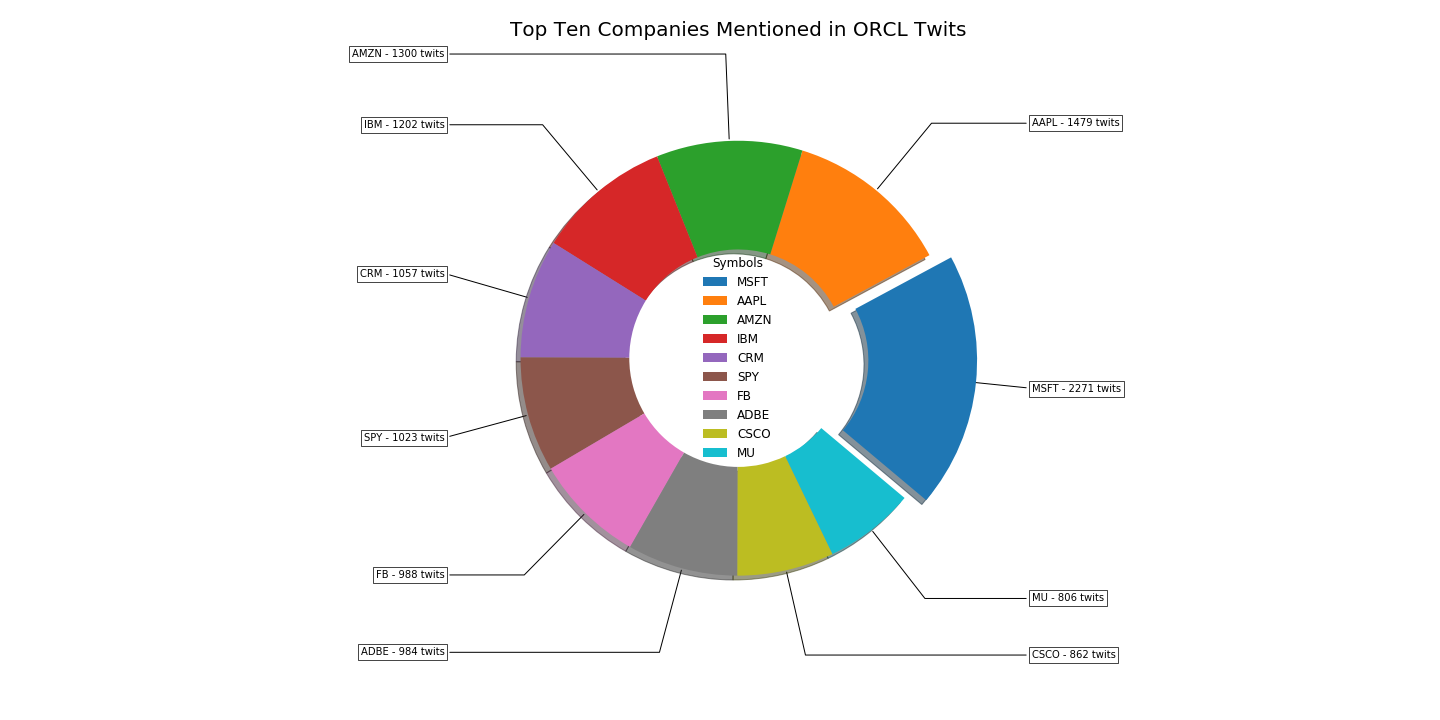 Top Ten Companies Mentioned in ORCL Twits
AMZN - 1300 twits
IBM - 1202 twits
AAPL - 1479 twits
CRM - 1057 twits
MSFT - 2271 twits
SPY - 1023 twits
FB - 988 twits
MU - 806 twits
ADBE - 984 twits
CSCO - 862 twits
Symbols
MSFT
AAPL
AMZN
IBM
CRM
SPY
FB
ADBE
CSCO
MU